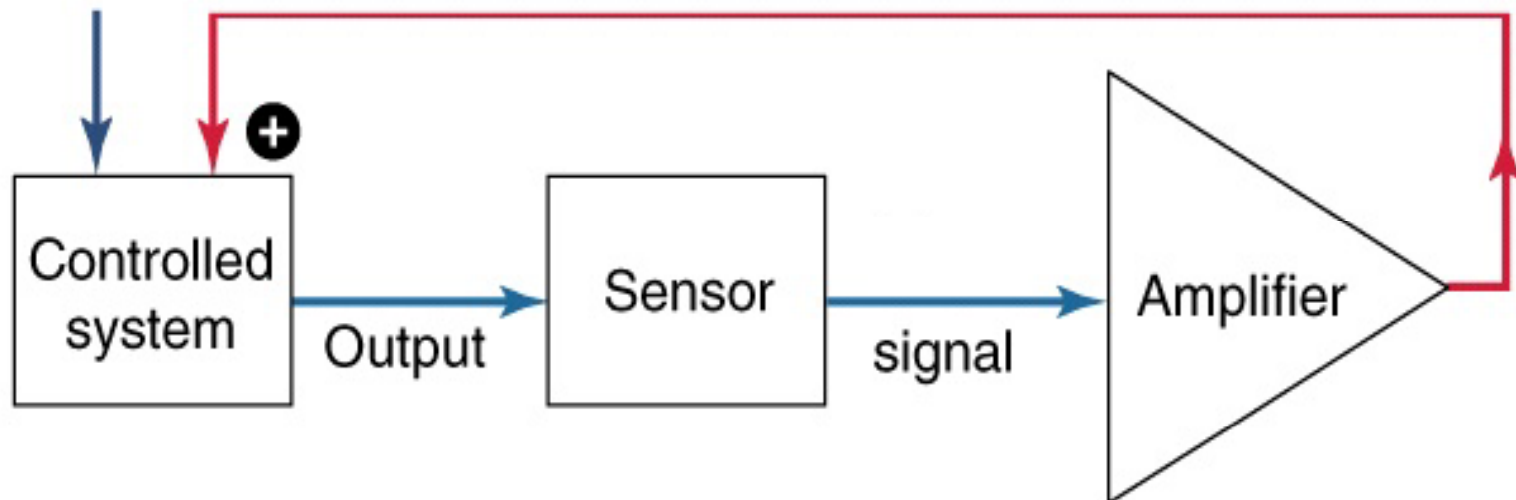 +
Controlled
system
Output
Sensor
signal
Amplifier